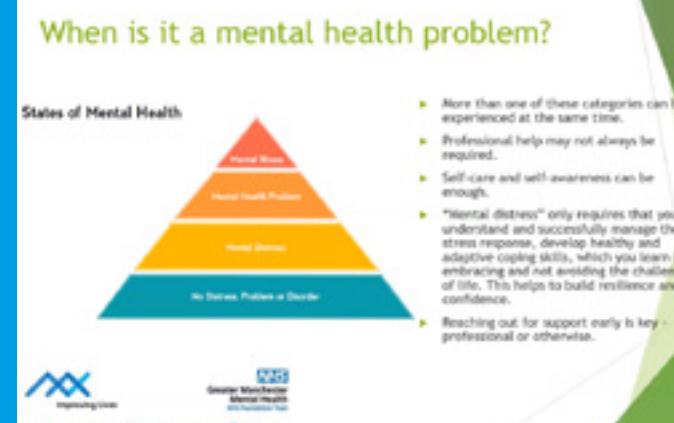 When is it a mental health problem?
States of Mental Health
Mental Illness
Mental Health Problem
Mental Distress
No Distress, Problem or Disorder
More than one of these categories can
experienced at the same time.
Professional help may not always be
required.
Self-care and self-awareness can be
enough.
"Mental distress" only requires that you
understand and successfully manage the
stress response, develop healthy and
adaptive coping skills, which you learn
embracing and not avoiding the
of life. This helps to build resilience
confidence.
Reaching out for support early is key -
professional or otherwise.
Improving Lives
NHS
Greater Manchester
Mental Health
NHS Foundation Trust